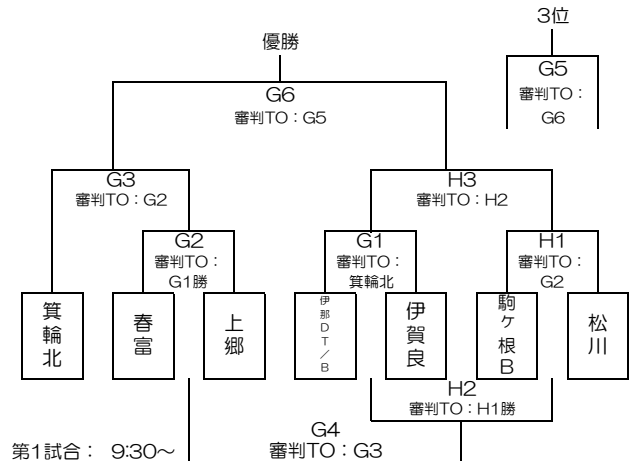 3位
優勝
G5
審判TO：
G6
G6
審判TO：G5
G3
審判TO：G2
H3
審判TO：H2
G2
審判TO：
G1勝
G1
審判TO：
箕輪北
H1
審判TO：
G2
箕輪北
春富
上郷
伊那DT/B
伊賀良
駒ヶ根B
松川
H2
審判TO：H1勝
G4
審判TO：G3
第1試合： 9:30～